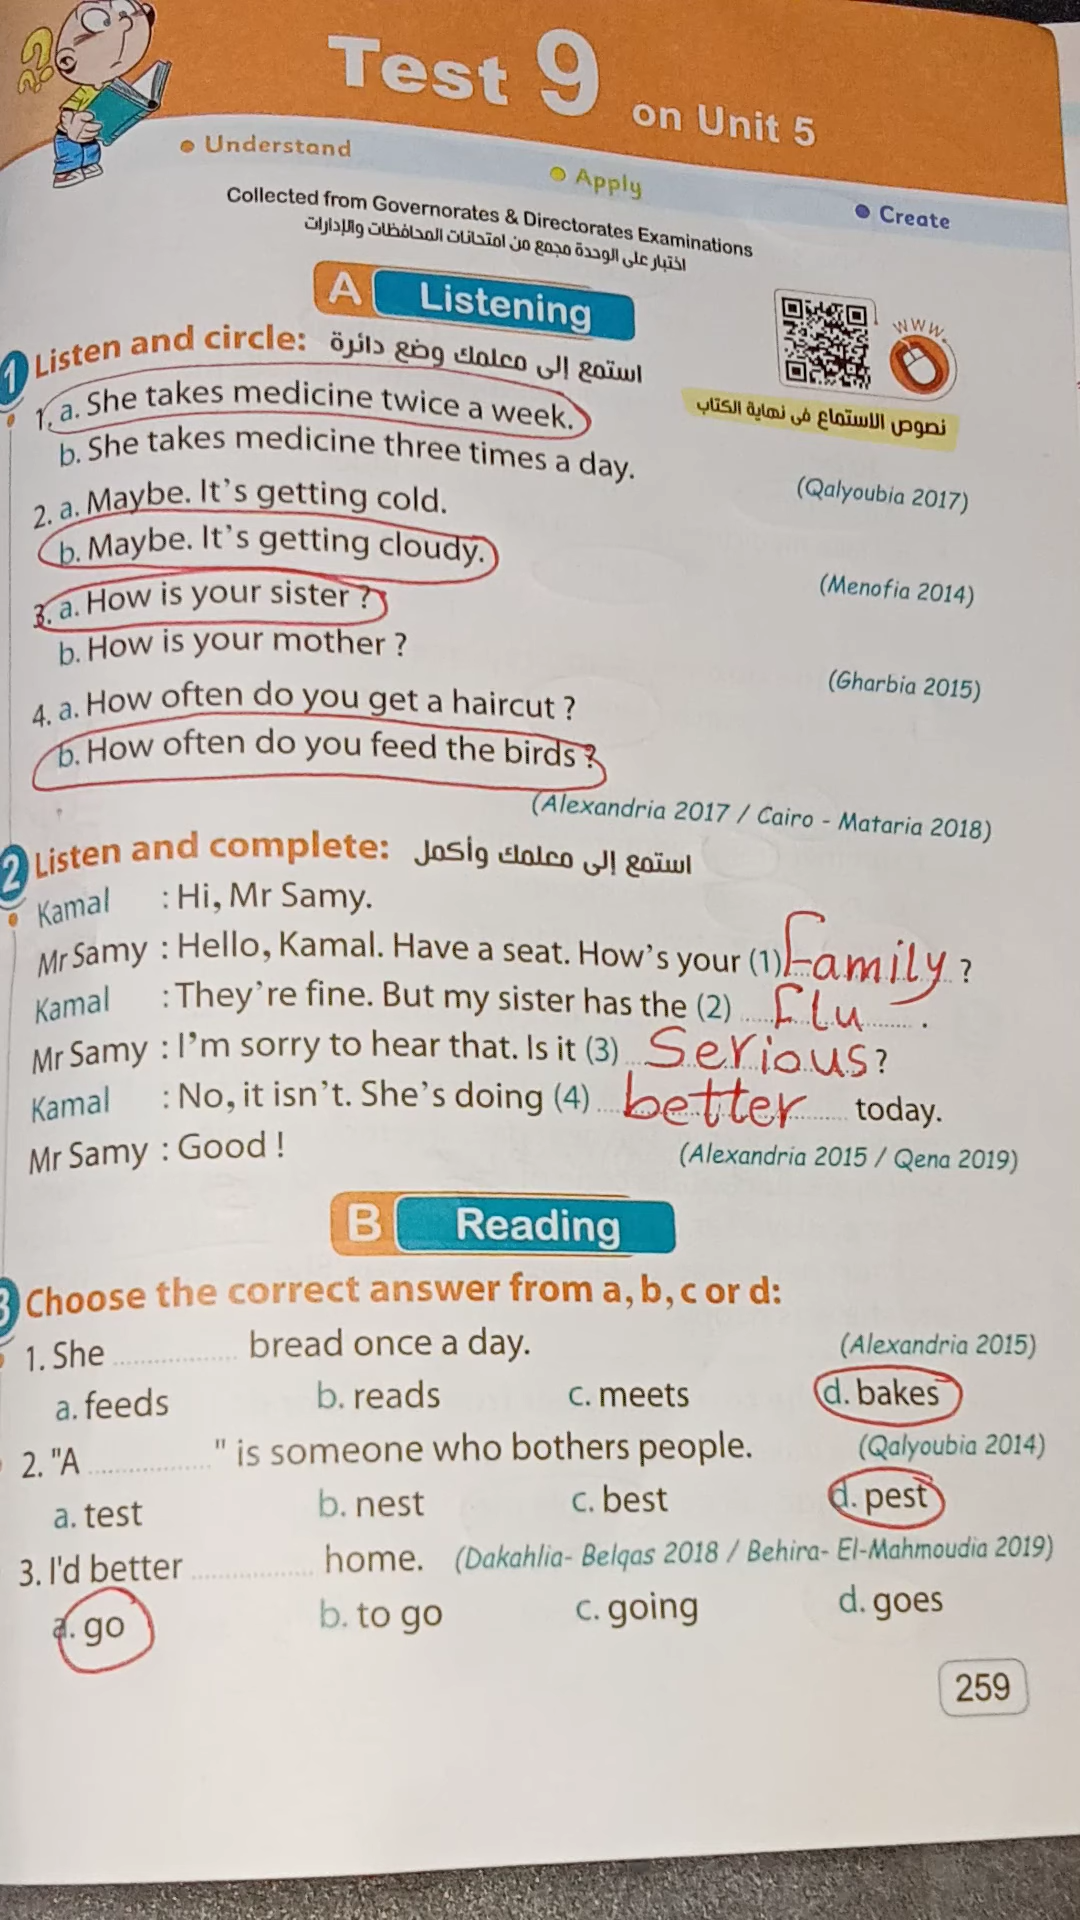 Test 9 on Unit 5
Understand
Apply
Create
Collected from Governorates & Directorates Examinations
اختبار على الوحدة مجمع من امتحانات المحافظات والإدارات
A Listening
WWW.
1 Listen and circle: استمع إلى معلمك وضع دائرة
نصوص الاستماع فى نهاية الكتاب
1. a. She takes medicine twice a week.
b. She takes medicine three times a day.
(Qalyoubia 2017)
2. a. Maybe. It's getting cold.
b. Maybe. It's getting cloudy.
(Menofia 2014)
3. a. How is your sister ?
b. How is your mother ?
(Gharbia 2015)
4. a. How often do you get a haircut ?
b. How often do you feed the birds ?
(Alexandria 2017 / Cairo - Mataria 2018)
2 Listen and complete: استمع إلى معلمك وأكمل
Kamal : Hi, Mr Samy.
Mr Samy : Hello, Kamal. Have a seat. How's your (1) Family ?
Kamal : They're fine. But my sister has the (2) Flu .
Mr Samy : I'm sorry to hear that. Is it (3) Serious ?
Kamal : No, it isn't. She's doing (4) better today.
Mr Samy : Good !
(Alexandria 2015 / Qena 2019)
B Reading
3 Choose the correct answer from a, b, c or d:
1. She .................. bread once a day. (Alexandria 2015)
a. feeds b. reads c. meets d. bakes
2. "A .................. " is someone who bothers people. (Qalyoubia 2014)
a. test b. nest c. best d. pest
3. I'd better .................. home. (Dakahlia- Belqas 2018 / Behira- El-Mahmoudia 2019)
a. go b. to go c. going d. goes
259